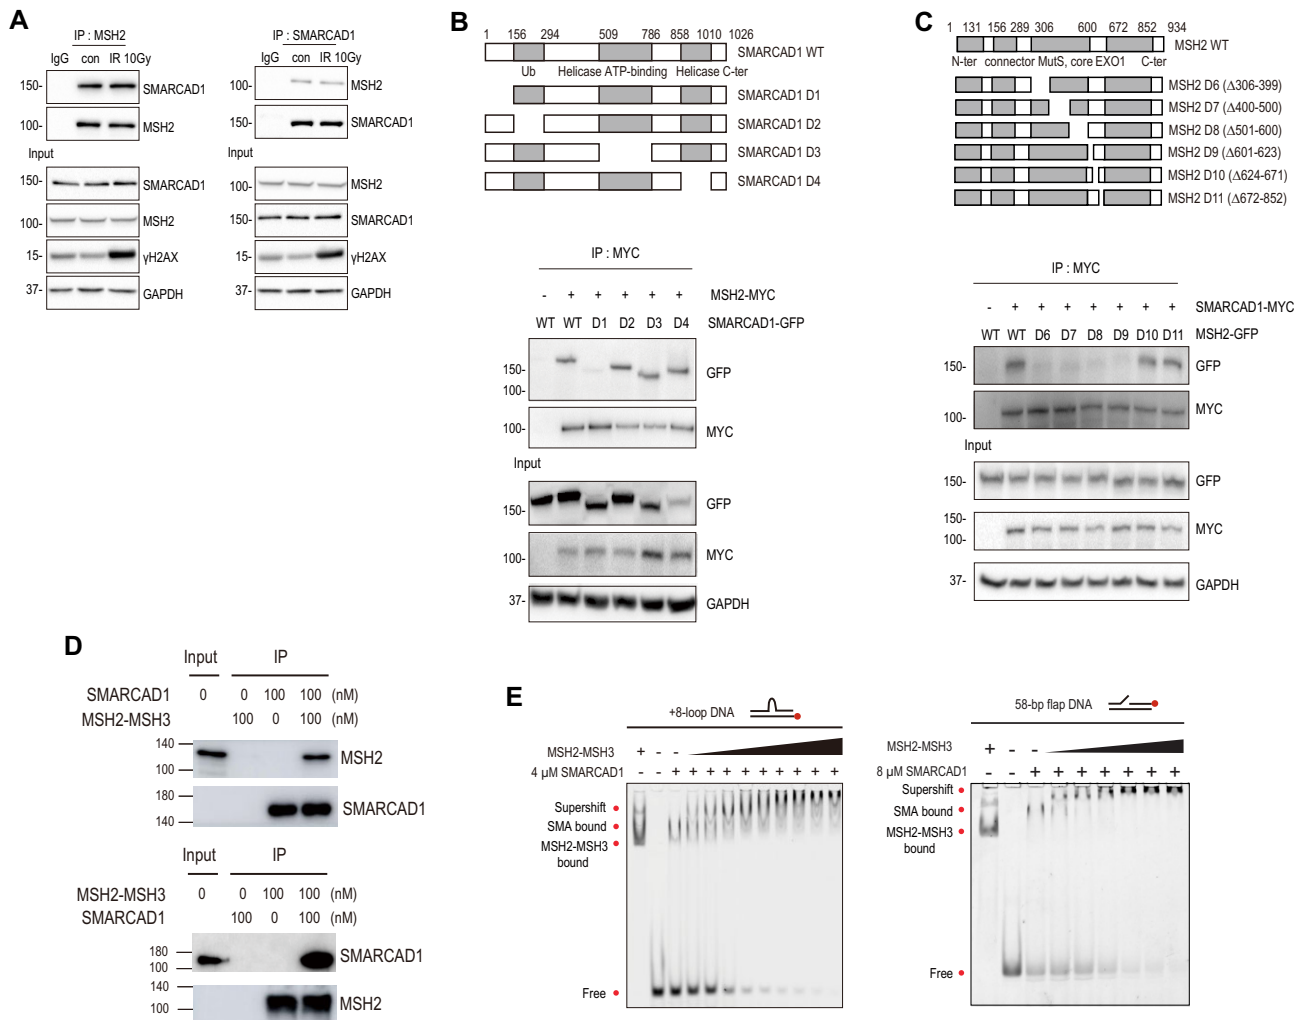 A
IP : MSH2
IgG con IR 10Gy
150- SMARCAD1
100- MSH2
Input
150- SMARCAD1
100- MSH2
15- γH2AX
37- GAPDH
IP : SMARCAD1
IgG con IR 10Gy
100- MSH2
150- SMARCAD1
Input
100- MSH2
150- SMARCAD1
15- γH2AX
37- GAPDH
B
1 156 294 509 786 858 1010 1026
SMARCAD1 WT
Ub Helicase ATP-binding Helicase C-ter
SMARCAD1 D1
SMARCAD1 D2
SMARCAD1 D3
SMARCAD1 D4
IP : MYC
- + + + + + MSH2-MYC
WT WT D1 D2 D3 D4 SMARCAD1-GFP
150- GFP
100-
100- MYC
Input
GFP
150-
100- MYC
37- GAPDH
C
1 131 156 289 306 600 672 852 934
MSH2 WT
N-ter connector MutS, core EXO1 C-ter
MSH2 D6 (Δ306-399)
MSH2 D7 (Δ400-500)
MSH2 D8 (Δ501-600)
MSH2 D9 (Δ601-623)
MSH2 D10 (Δ624-671)
MSH2 D11 (Δ672-852)
IP : MYC
- + + + + + + + SMARCAD1-MYC
WT WT D6 D7 D8 D9 D10 D11 MSH2-GFP
150- GFP
100- MYC
Input
150- GFP
150- MYC
100-
37- GAPDH
D
Input IP
SMARCAD1 0 0 100 100 (nM)
MSH2-MSH3 100 0 100 (nM)
140 MSH2
100
180 SMARCAD1
140
Input IP
MSH2-MSH3 0 0 100 100 (nM)
SMARCAD1 100 0 100 (nM)
180 SMARCAD1
100
140 MSH2
100
E
+8-loop DNA
MSH2-MSH3 + - -
4 µM SMARCAD1 - - + + + + + + + + + +
Supershift
SMA bound
MSH2-MSH3
bound
Free
58-bp flap DNA
MSH2-MSH3 + - -
8 µM SMARCAD1 - - + + + + + + +
Supershift
SMA bound
MSH2-MSH3
bound
Free